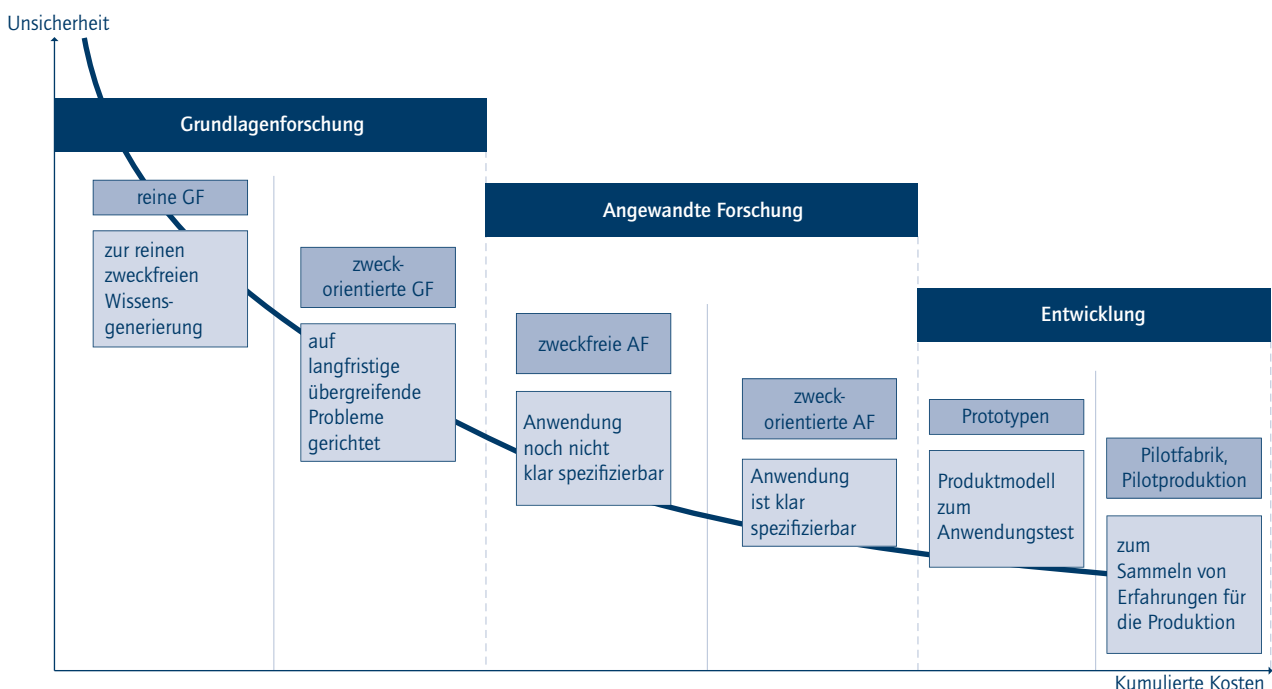 Unsicherheit
Grundlagenforschung
reine GF
zur reinen
zweckfreien
Wissens-
generierung
zweck-
orientierte GF
auf
langfristige
übergreifende
Probleme
gerichtet
Angewandte Forschung
zweckfreie AF
Anwendung
noch nicht
klar spezifizierbar
zweck-
orientierte AF
Anwendung
ist klar
spezifizierbar
Entwicklung
Prototypen
Produktmodell
zum
Anwendungstest
Pilotfabrik,
Pilotproduktion
zum
Sammeln von
Erfahrungen für
die Produktion
Kumulierte Kosten